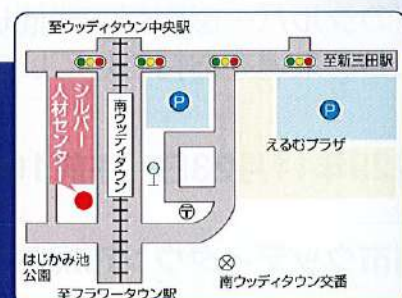 至ウッディタウン中央駅
至新三田駅
シルバー
人材センター
南ウッディタウン
P
P
えるむプラザ
〒
はじかみ池
公園
南ウッディタウン交番
至フラワータウン駅